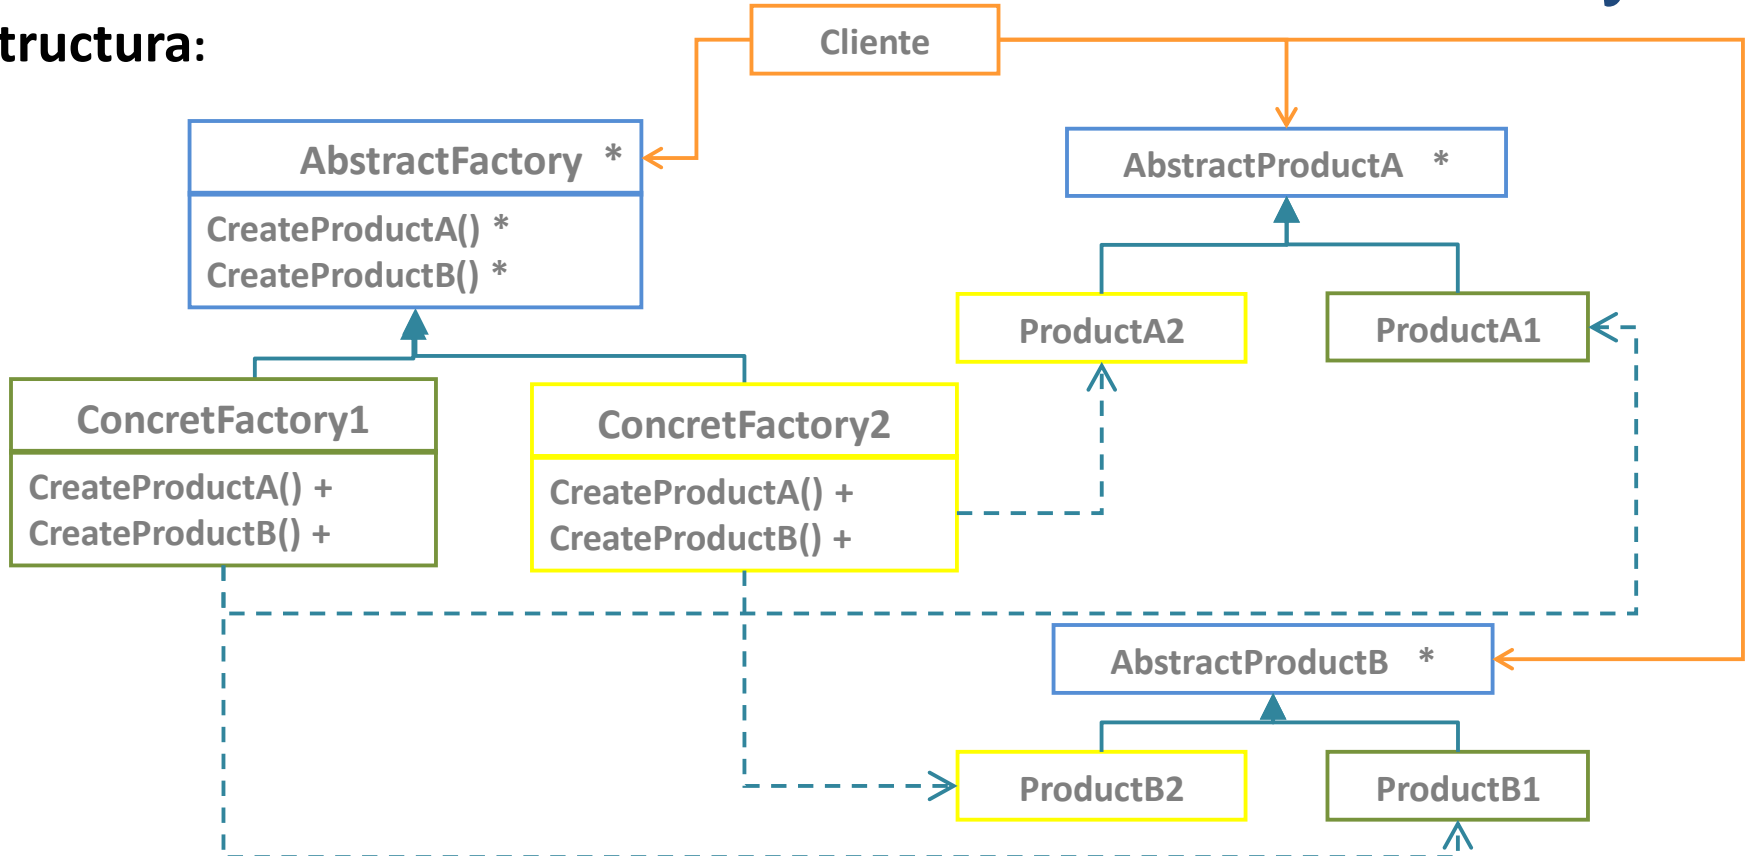 tructura:
Cliente
AbstractFactory *
CreateProductA() *
CreateProductB() *
AbstractProductA *
ProductA2
ProductA1
ConcretFactory1
CreateProductA() +
CreateProductB() +
ConcretFactory2
CreateProductA() +
CreateProductB() +
AbstractProductB *
ProductB2
ProductB1